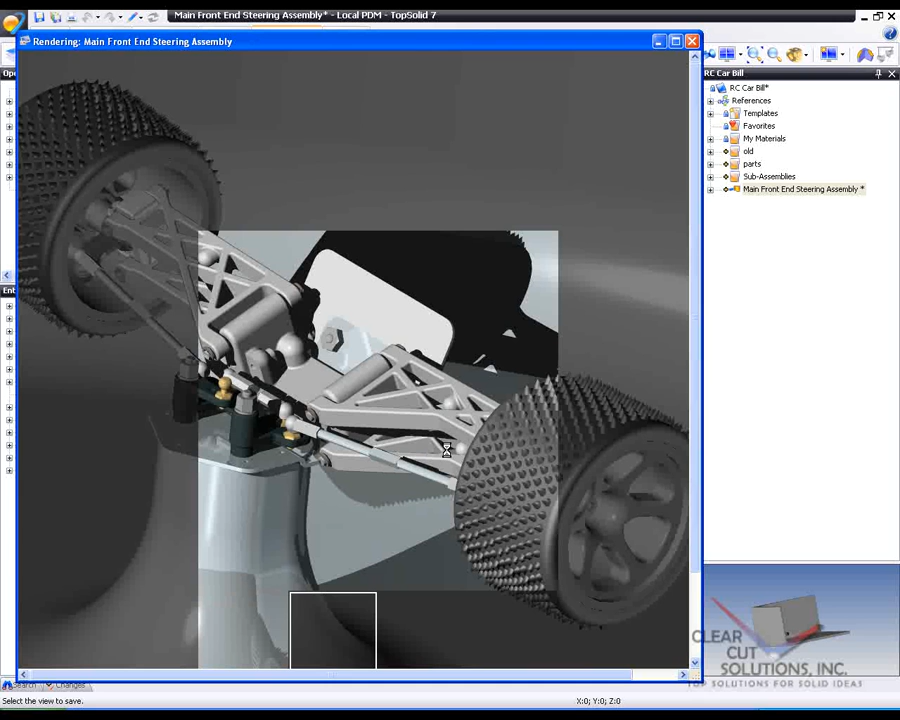 Main Front End Steering Assembly* - Local PDM - TopSolid 7
Rendering: Main Front End Steering Assembly
Ope
RC Car Bill
RC Car Bill*
References
Templates
Favorites
My Materials
old
parts
Sub-Assemblies
Main Front End Steering Assembly *
Ent
CLEAR
CUT
SOLUTIONS, INC.
TOP SOLUTIONS FOR SOLID IDEAS
Search
Changes
Select the view to save.
X:0; Y:0; Z:0